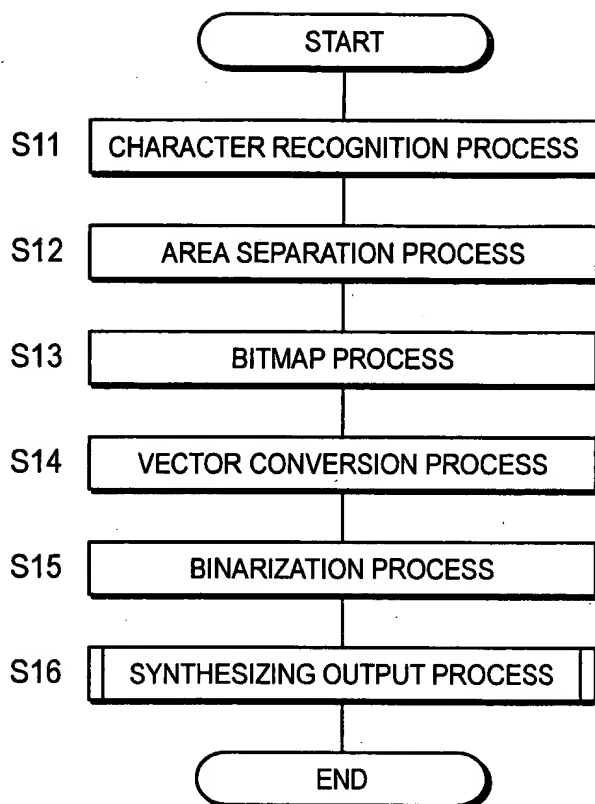 START
S11 CHARACTER RECOGNITION PROCESS
S12 AREA SEPARATION PROCESS
S13 BITMAP PROCESS
S14 VECTOR CONVERSION PROCESS
S15 BINARIZATION PROCESS
S16 SYNTHESIZING OUTPUT PROCESS
END